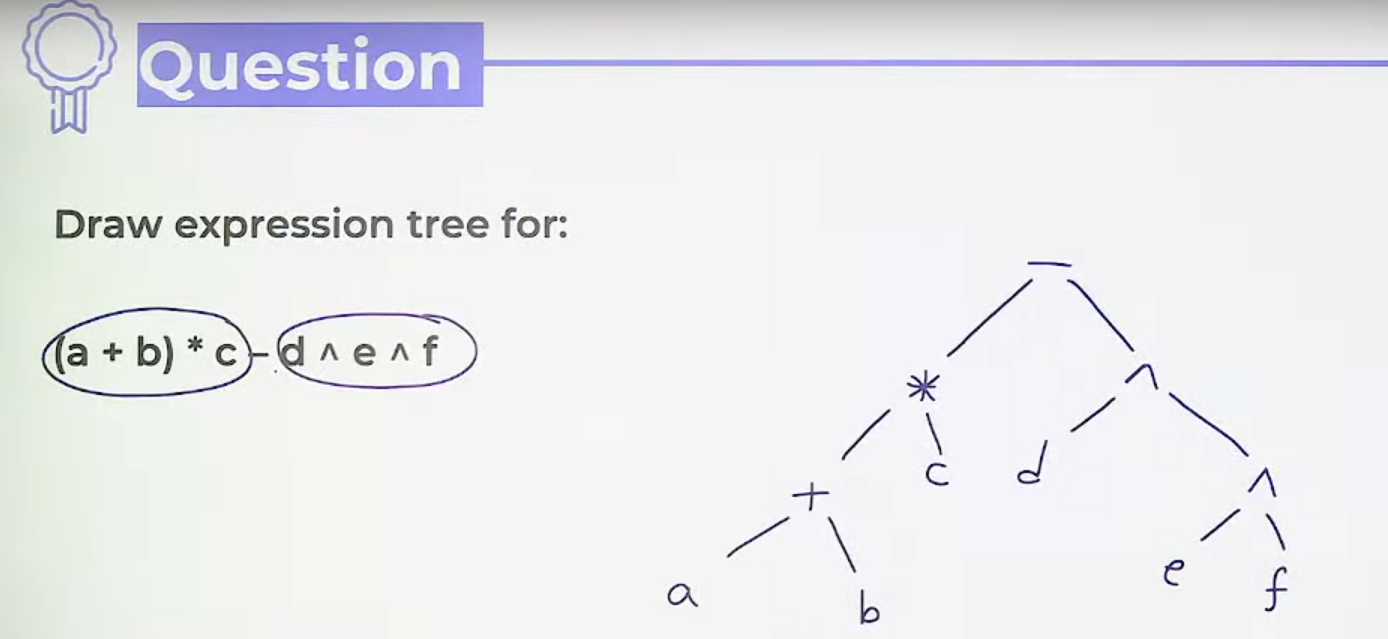 Question
Draw expression tree for:
(a + b) * c - d ^ e ^ f
-
* ^
+ c d ^
a b e f